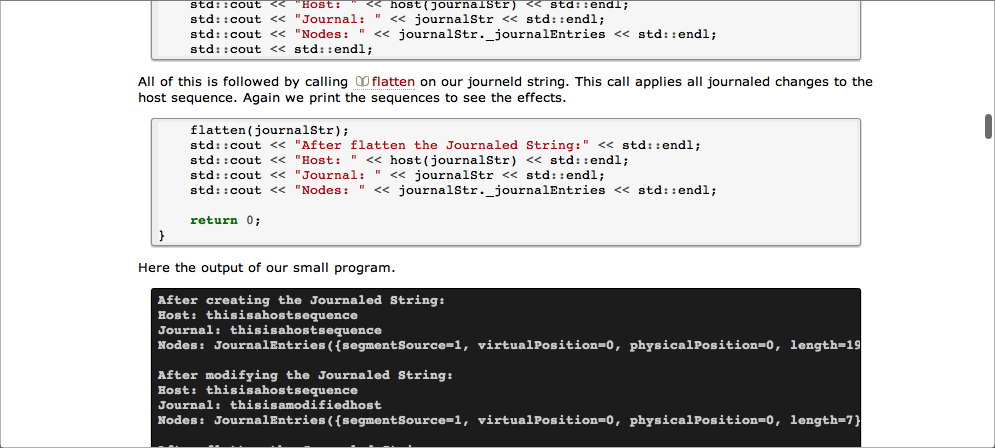 std::cout << "Host: " << host(journalStr) << std::endl;
std::cout << "Journal: " << journalStr << std::endl;
std::cout << "Nodes: " << journalStr._journalEntries << std::endl;
std::cout << std::endl;
All of this is followed by calling flatten on our journeld string. This call applies all journaled changes to the
host sequence. Again we print the sequences to see the effects.
flatten(journalStr);
std::cout << "After flatten the Journaled String:" << std::endl;
std::cout << "Host: " << host(journalStr) << std::endl;
std::cout << "Journal: " << journalStr << std::endl;
std::cout << "Nodes: " << journalStr._journalEntries << std::endl;
return 0;
}
Here the output of our small program.
After creating the Journaled String:
Host: thisisahostsequence
Journal: thisisahostsequence
Nodes: JournalEntries({segmentSource=1, virtualPosition=0, physicalPosition=0, length=19
After modifying the Journaled String:
Host: thisisahostsequence
Journal: thisisamodifiedhost
Nodes: JournalEntries({segmentSource=1, virtualPosition=0, physicalPosition=0, length=7}